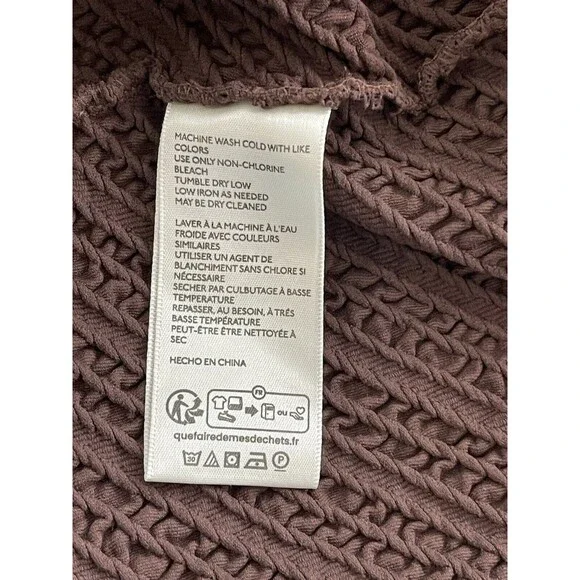 MACHINE WASH COLD WITH LIKE
COLORS
USE ONLY NON-CHLORINE
BLEACH
TUMBLE DRY LOW
LOW IRON AS NEEDED
MAY BE DRY CLEANED
LAVER À LA MACHINE À L'EAU
FROIDE AVEC COULEURS
SIMILAIRES
UTILISER UN AGENT DE
BLANCHIMENT SANS CHLORE SI
NÉCESSAIRE
SECHER PAR CULBUTAGE À BASSE
TEMPERATURE
REPASSER, AU BESOIN, À TRÉS
BASSE TEMPÉRATURE
PEUT-ÊTRE ÊTRE NETTOYÉE À
SEC
HECHO EN CHINA
FR
OU
quefairedemesdechets.fr
30 P